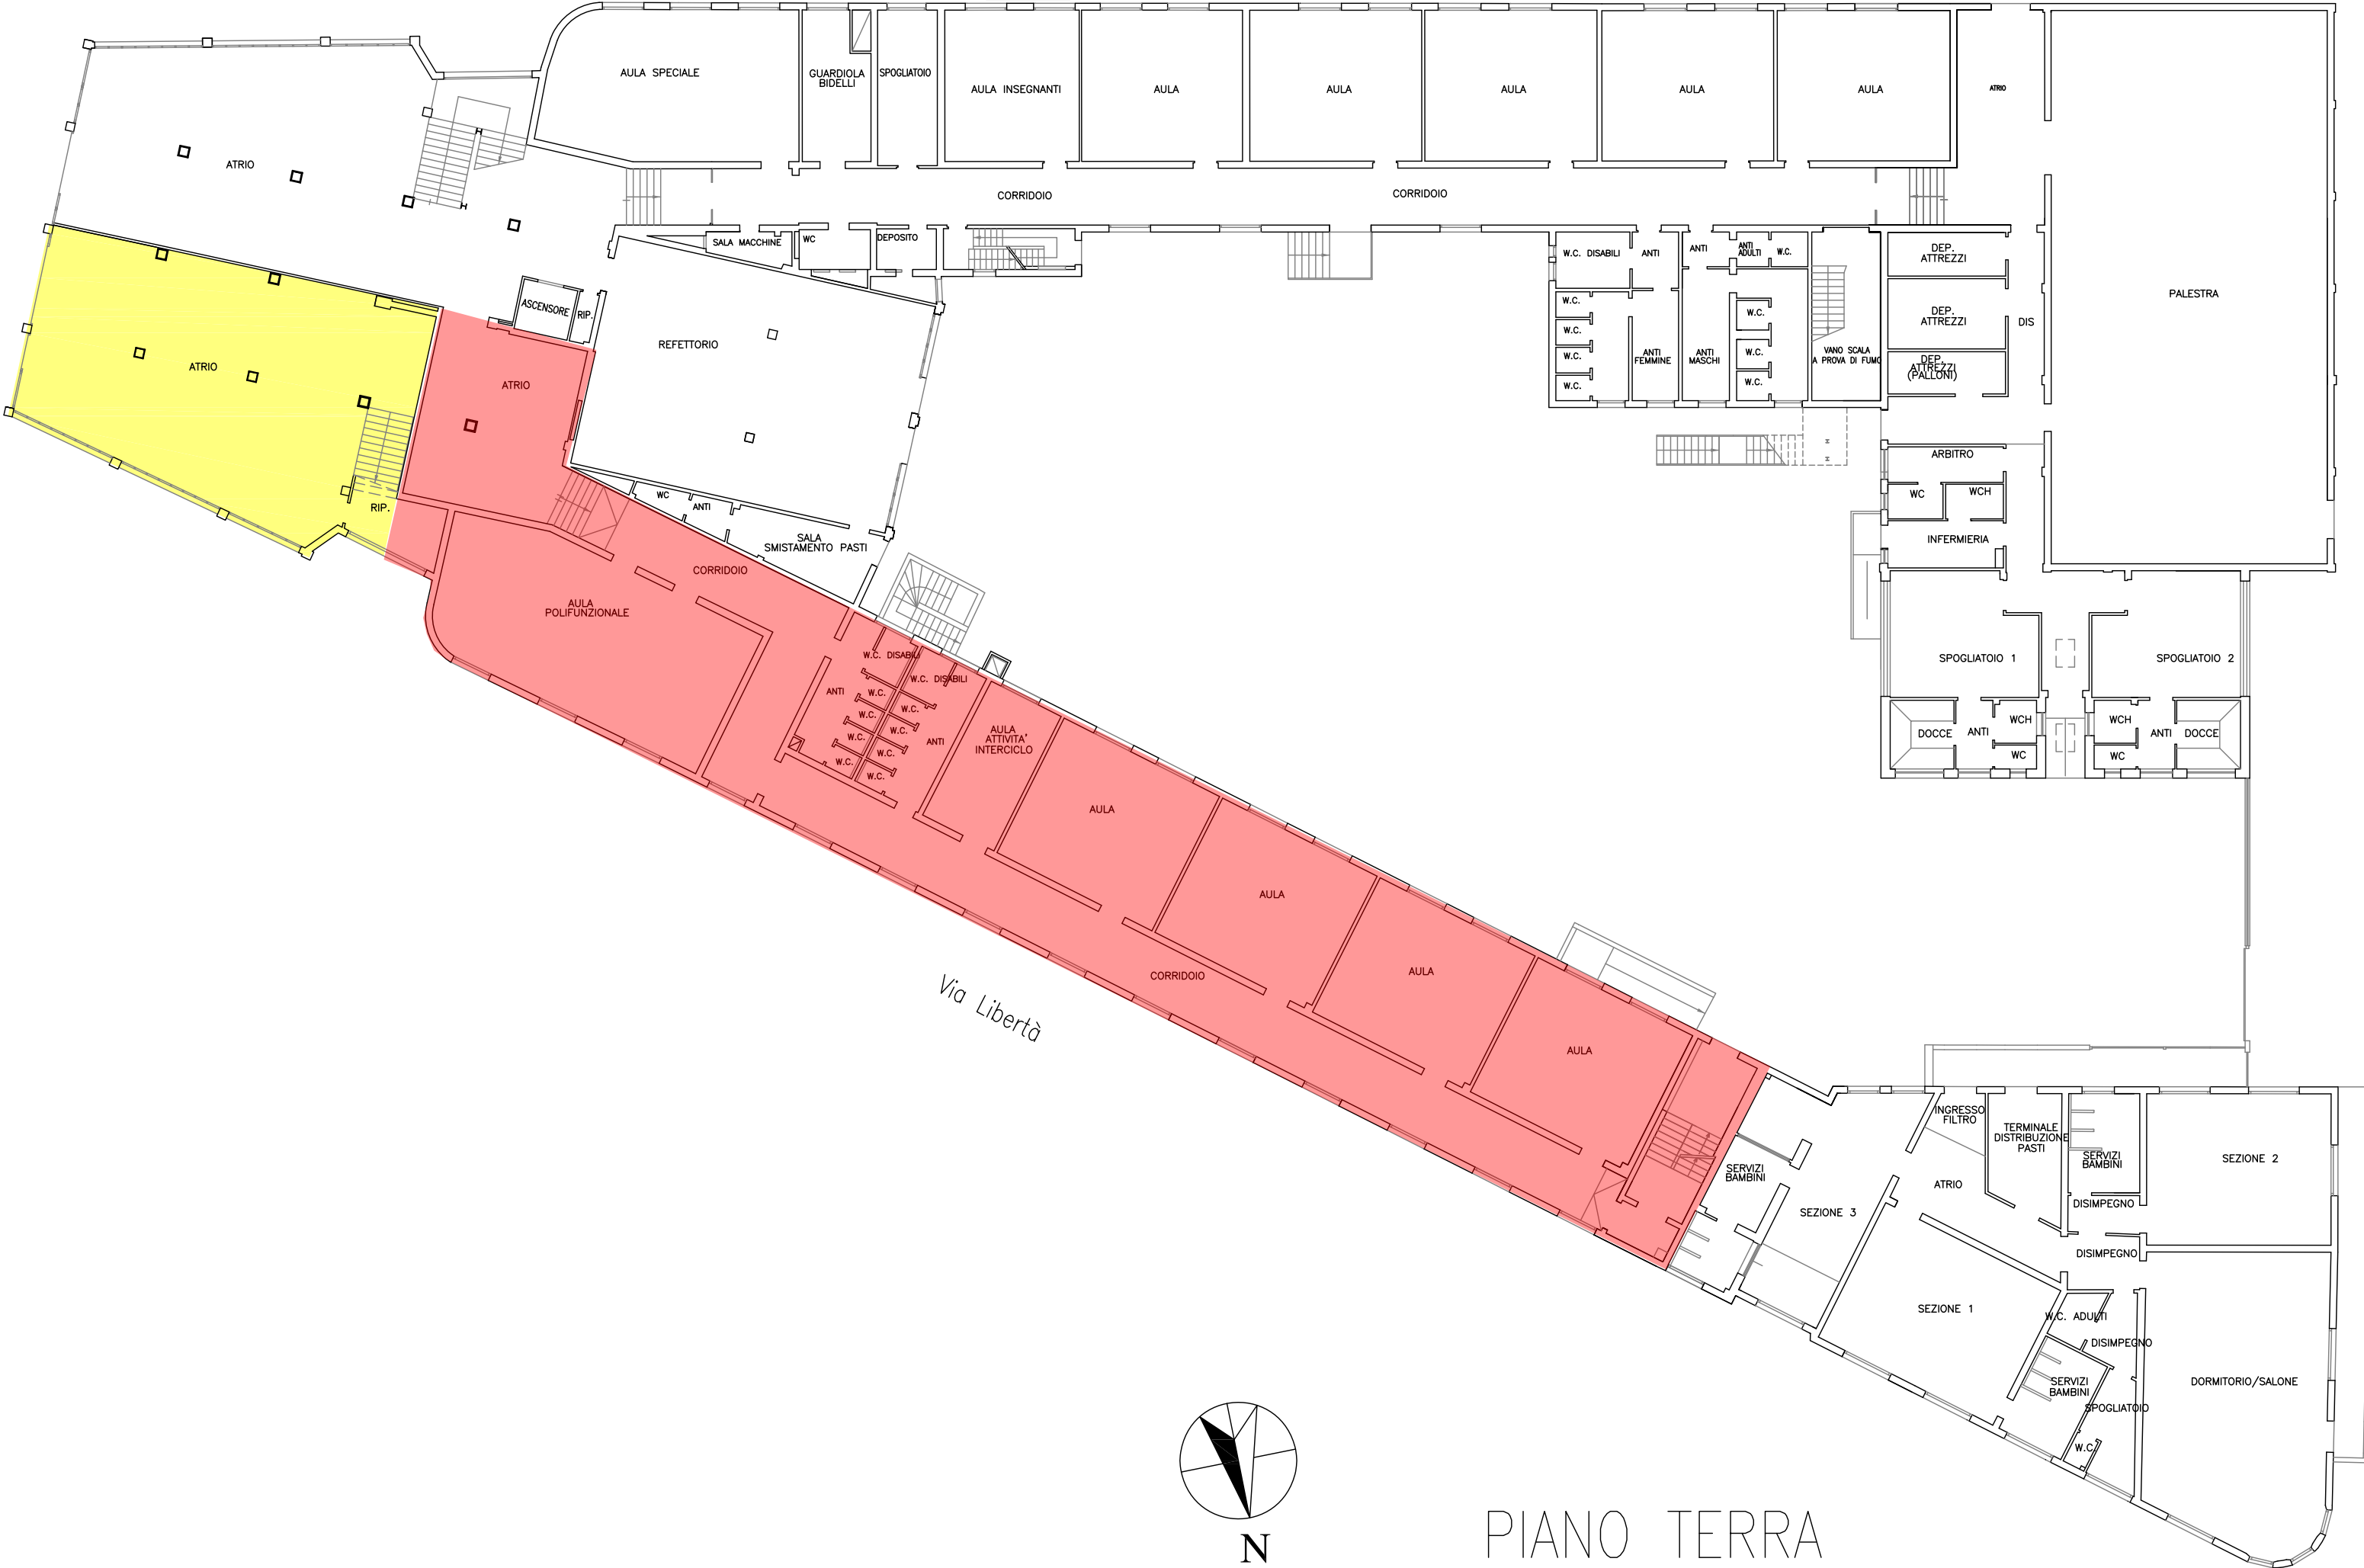 AULA SPECIALE
GUARDIOLA
BIDELLI
SPOGLIATOIO
AULA INSEGNANTI
AULA
AULA
AULA
AULA
AULA
ATRIO
ATRIO
CORRIDOIO
CORRIDOIO
SALA MACCHINE
WC
DEPOSITO
W.C. DISABILI
ANTI
ANTI
ANTI
ADULTI
W.C.
DEP.
ATTREZZI
PALESTRA
ASCENSORE
RIP.
W.C.
W.C.
W.C.
W.C.
ANTI
FEMMINE
ANTI
MASCHI
W.C.
W.C.
W.C.
VANO SCALA
A PROVA DI FUMO
DEP.
ATTREZZI
DIS
DEP.
ATTREZZI
(PALLONI)
REFETTORIO
ATRIO
ATRIO
RIP.
ARBITRO
WC
WCH
INFERMIERIA
WC
ANTI
SALA
SMISTAMENTO PASTI
CORRIDOIO
AULA
POLIFUNZIONALE
W.C. DISABILI
W.C. DISABILI
ANTI
W.C.
W.C.
W.C.
W.C.
W.C.
W.C.
W.C.
W.C.
ANTI
AULA
ATTIVITA'
INTERCICLO
SPOGLIATOIO 1
SPOGLIATOIO 2
DOCCE
ANTI
WCH
WC
WCH
WC
ANTI
DOCCE
AULA
AULA
AULA
AULA
CORRIDOIO
Via Libertà
INGRESSO
FILTRO
TERMINALE
DISTRIBUZIONE
PASTI
SERVIZI
BAMBINI
SEZIONE 2
SERVIZI
BAMBINI
ATRIO
DISIMPEGNO
SEZIONE 3
DISIMPEGNO
SEZIONE 1
W.C. ADULTI
DISIMPEGNO
SERVIZI
BAMBINI
SPOGLIATOIO
DORMITORIO/SALONE
W.C.
N
PIANO TERRA